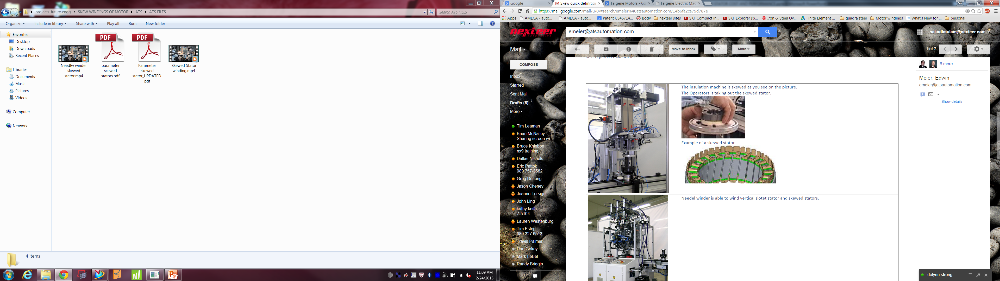 projects-future engg
SKEW WINDINGS OF MOTOR
ATS
ATS FILES
Search ATS FILES
Organize
Include in library
Share with
Play all
Burn
New folder
Favorites
Desktop
Downloads
Recent Places
Libraries
Documents
Music
Pictures
Videos
Computer
Network
PDF
PDF
Needlw winder
skewed
stator.mp4
parameter
scewed
stators.pdf
Parameter
skewed
stator_UPDATED.
pdf
Skewed Stator
winding.mp4
4 items
11:09 AM
2/24/2015
Google
Skew quick definitio
Taigene Motors - Go
Taigene Electric Mac
Sai
https://mail.google.com/mail/u/0/#search/emeier%40atsautomation.com/14b6fa2ca79d787e
ABP
Apps
AMECA - auto...
AMECA - auto...
Patent US46714...
Body
nexteer sites
SKF Compact in...
SKF Explorer sp...
Iron & Steel Ov...
Finite Element ...
quadra steer
Motor windings
What's New for ...
personal
nexteer
emeier@atsautomation.com
sai.adimulam@nexteer.com
Mail
Move to Inbox
More
1 of 7
COMPOSE
Inbox
Starred
Sent Mail
Drafts (5)
More
Tim Leaman
Brian McNalley
Sharing screen wi...
Bruce Kniebbe
nx9 training
Dallas Nichols
Eric Pattok
989.757-3582
Greg DeJong
Jason Cheney
Joanne Tersigni
John Ling
kathy.keith
7-5104
Lauren Westenburg
Tim Estep
989.327.6513
Travis Palmer
Dan Gokey
Mark LeBel
Randy Briggin
Best regards Edwin Meier
The insulation machine is skewed as you see on the picture.
The Operators is taking out the skewed stator.
Example of a skewed stator
Needel winder is able to wind vertical slotet stator and skewed stators.
6 more
Meier, Edwin
emeier@atsautomation.com
Show details
delynn.streng